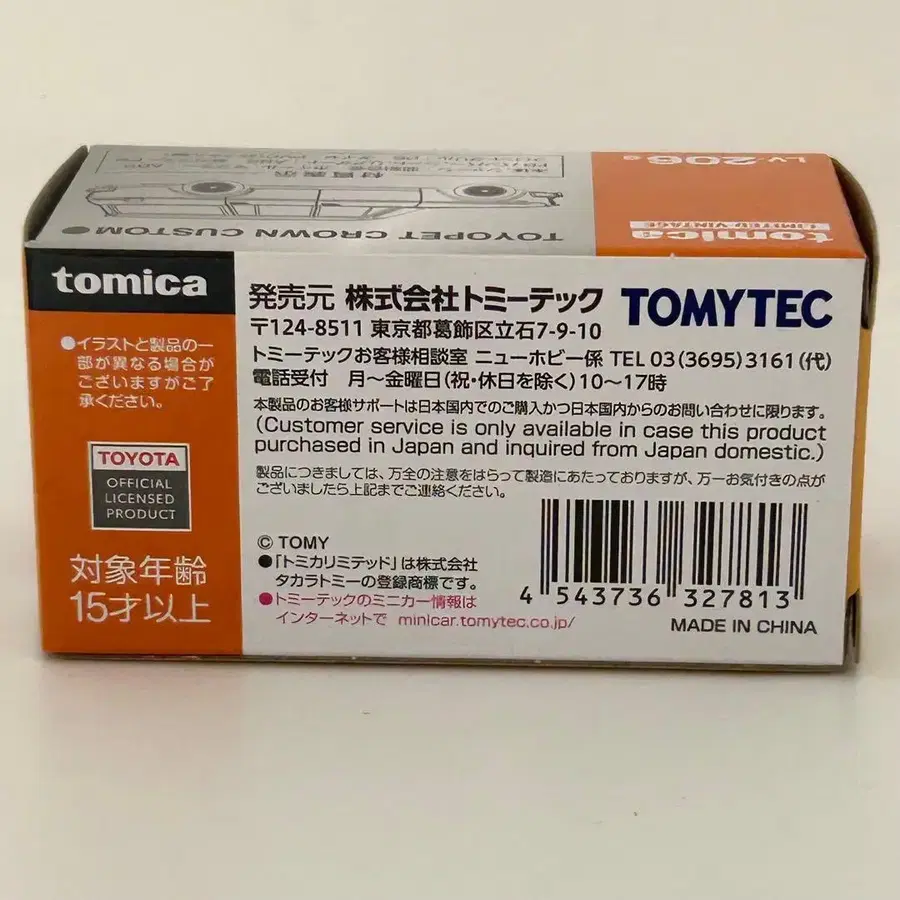 LV-206a
tomica
LIMITED VINTAGE
TOYOPET CROWN CUSTOM●
材質表示
tomica
●イラストと製品の一
部が異なる場合が
ございますがご了
承ください。
TOYOTA
OFFICIAL
LICENSED
PRODUCT
対象年齢
15才以上
発売元 株式会社トミーテック TOMYTEC
〒124-8511 東京都葛飾区立石7-9-10
トミーテックお客様相談室 ニューホビー係 TEL 03(3695)3161(代)
電話受付 月～金曜日(祝・休日を除く)10～17時
本製品のお客様サポートは日本国内でのご購入かつ日本国内からのお問い合わせに限ります。
(Customer service is only available in case this product
purchased in Japan and inquired from Japan domestic.)
製品につきましては、万全の注意をはらって製造にあたっておりますが、万一お気付きの点が
ございましたら上記までご連絡ください。
© TOMY
●「トミカリミテッド」は株式会社
タカラトミーの登録商標です。
●トミーテックのミニカー情報は
インターネットで minicar.tomytec.co.jp/
4 543736 327813
MADE IN CHINA